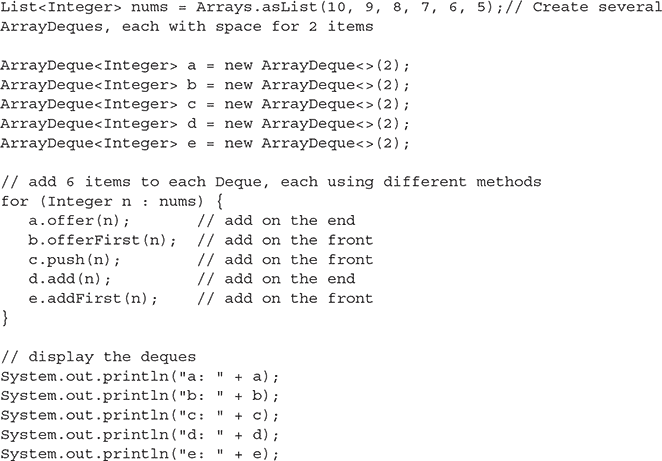 List<Integer> nums = Arrays.asList(10, 9, 8, 7, 6, 5);// Create several
ArrayDeques, each with space for 2 items

ArrayDeque<Integer> a = new ArrayDeque<>(2);
ArrayDeque<Integer> b = new ArrayDeque<>(2);
ArrayDeque<Integer> c = new ArrayDeque<>(2);
ArrayDeque<Integer> d = new ArrayDeque<>(2);
ArrayDeque<Integer> e = new ArrayDeque<>(2);

// add 6 items to each Deque, each using different methods
for (Integer n : nums) {
   a.offer(n);       // add on the end
   b.offerFirst(n);  // add on the front
   c.push(n);        // add on the front
   d.add(n);         // add on the end
   e.addFirst(n);    // add on the front
}

// display the deques
System.out.println("a: " + a);
System.out.println("b: " + b);
System.out.println("c: " + c);
System.out.println("d: " + d);
System.out.println("e: " + e);